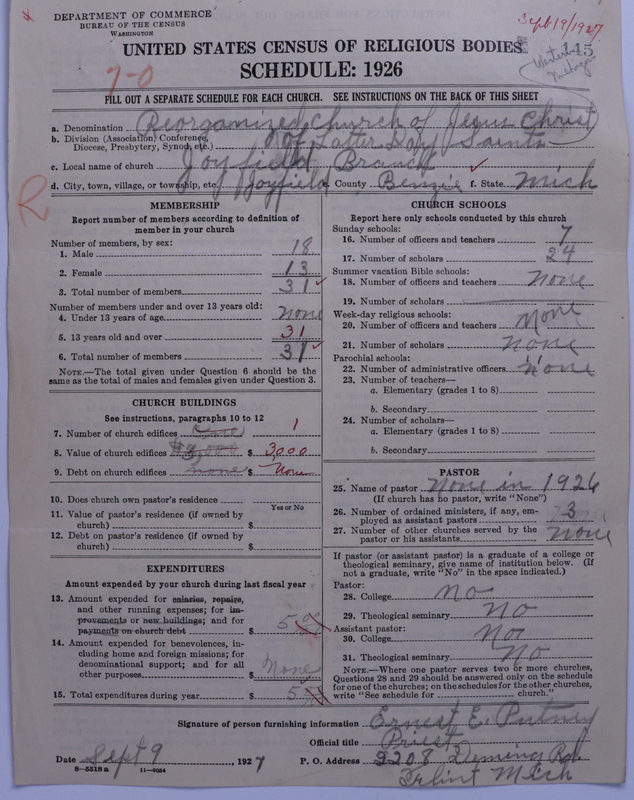 DEPARTMENT OF COMMERCE
BUREAU OF THE CENSUS
WASHINGTON
Sept 19/1927
UNITED STATES CENSUS OF RELIGIOUS BODIES
145
SCHEDULE: 1926
Western Michigan
7-0
FILL OUT A SEPARATE SCHEDULE FOR EACH CHURCH. SEE INSTRUCTIONS ON THE BACK OF THIS SHEET
a. Denomination Reorganized Church of Jesus Christ
b. Division (Association) Conference, Diocese, Presbytery, Synod, etc.) Of Latter Day Saints
c. Local name of church Joyfield Branch
d. City, town, village, or township, etc. Joyfield e. County Benzie f. State Mich
R
MEMBERSHIP
Report number of members according to definition of member in your church
Number of members, by sex:
1. Male 18
2. Female 13
3. Total number of members 31
Number of members under and over 13 years old:
4. Under 13 years of age none
5. 13 years old and over 31
6. Total number of members 31
NOTE.—The total given under Question 6 should be the same as the total of males and females given under Question 3.
CHURCH BUILDINGS
See instructions, paragraphs 10 to 12
7. Number of church edifices One 1
8. Value of church edifices $3,000 $ 3000
9. Debt on church edifices none $ None
10. Does church own pastor's residence
Yes or No
11. Value of pastor's residence (if owned by church) $
12. Debt on pastor's residence (if owned by church) $
EXPENDITURES
Amount expended by your church during last fiscal year
13. Amount expended for salaries, repairs, and other running expenses; for improvements or new buildings; and for payments on church debt $
14. Amount expended for benevolences, including home and foreign missions; for denominational support; and for all other purposes $ None
15. Total expenditures during year $
CHURCH SCHOOLS
Report here only schools conducted by this church
Sunday schools:
16. Number of officers and teachers 7
17. Number of scholars 24
Summer vacation Bible schools:
18. Number of officers and teachers none
19. Number of scholars
Week-day religious schools:
20. Number of officers and teachers None
21. Number of scholars none
Parochial schools:
22. Number of administrative officers none
23. Number of teachers—
a. Elementary (grades 1 to 8)
b. Secondary
24. Number of scholars—
a. Elementary (grades 1 to 8)
b. Secondary
PASTOR
25. Name of pastor None in 1926
(If church has no pastor, write "None")
26. Number of ordained ministers, if any, employed as assistant pastors 3
27. Number of other churches served by the pastor or his assistants none
If pastor (or assistant pastor) is a graduate of a college or theological seminary, give name of institution below. (If not a graduate, write "No" in the space indicated.)
Pastor:
28. College No
29. Theological seminary No
Assistant pastor:
30. College No
31. Theological seminary No
NOTE.—Where one pastor serves two or more churches, Questions 28 and 29 should be answered only on the schedule for one of the churches; on the schedules for the other churches, write "See schedule for church."
Signature of person furnishing information Ernest E. Putney
Official title Priest
Date Sept 9, 1927 P. O. Address 2208 Deming
Flint Mich
8—5518a 11—9064